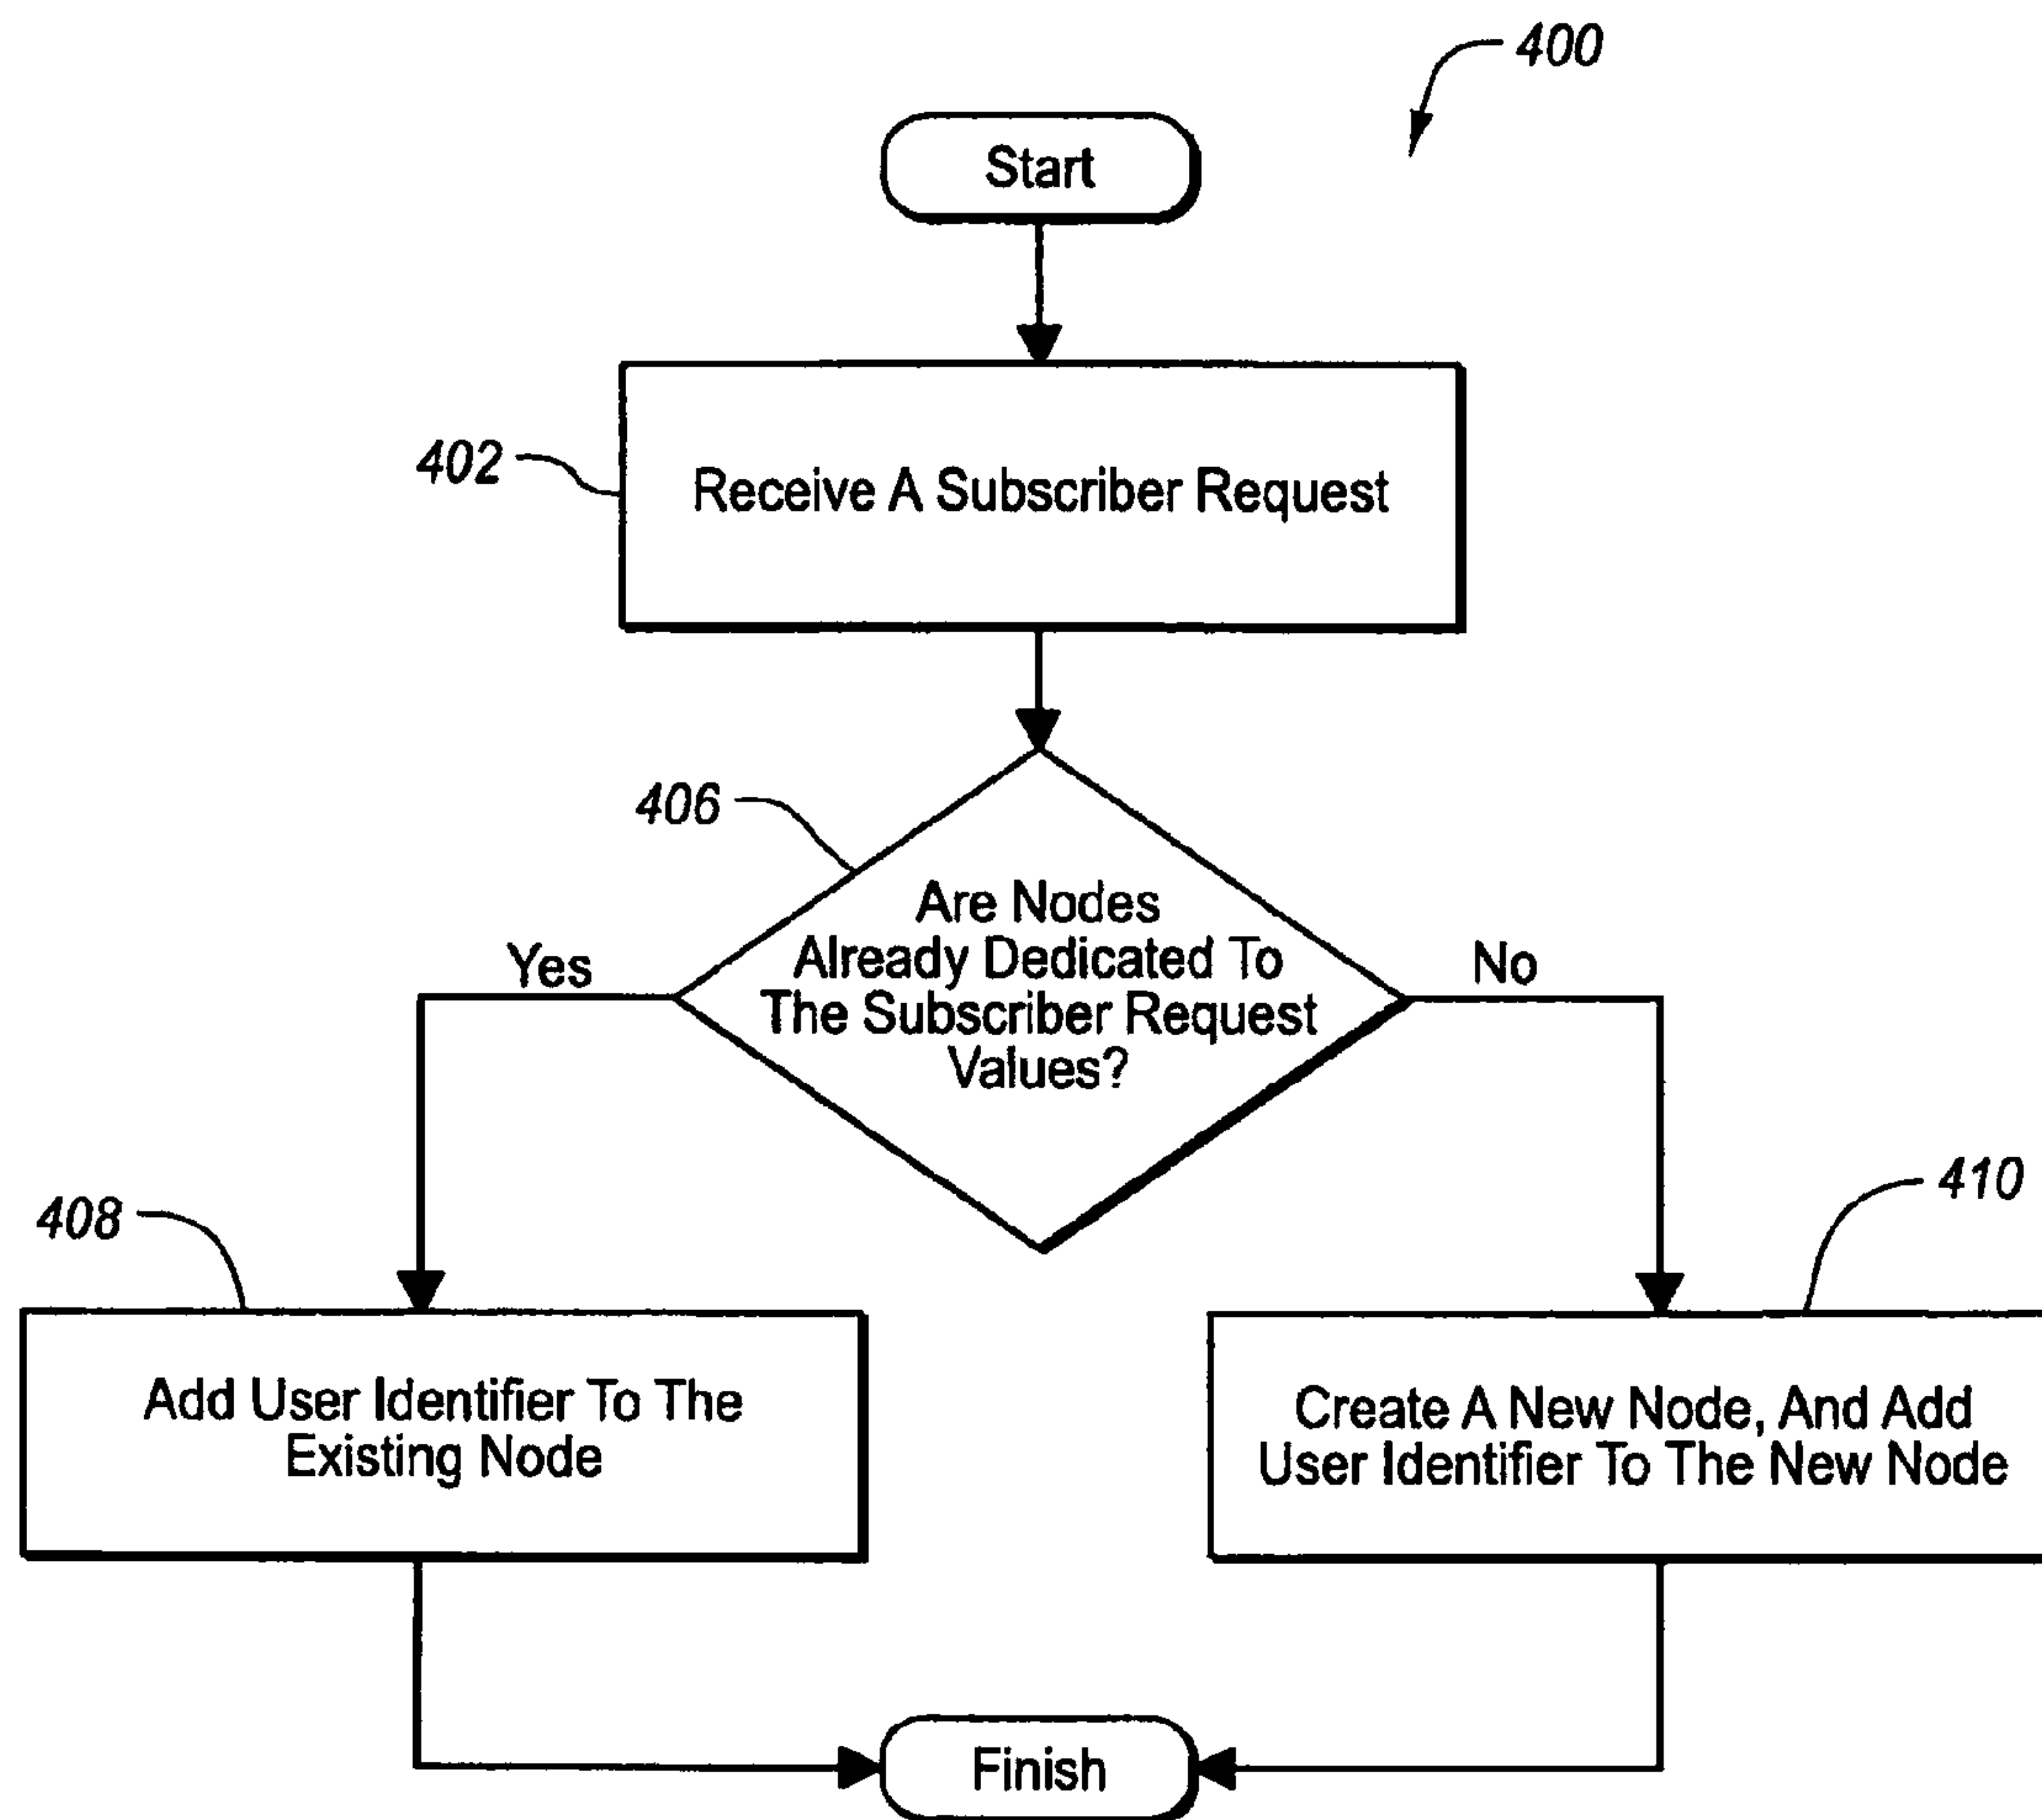 400
Start
402
Receive A Subscriber Request
406
Are Nodes
Already Dedicated To
The Subscriber Request
Values?
Yes
No
408
410
Add User Identifier To The
Existing Node
Create A New Node, And Add
User Identifier To The New Node
Finish